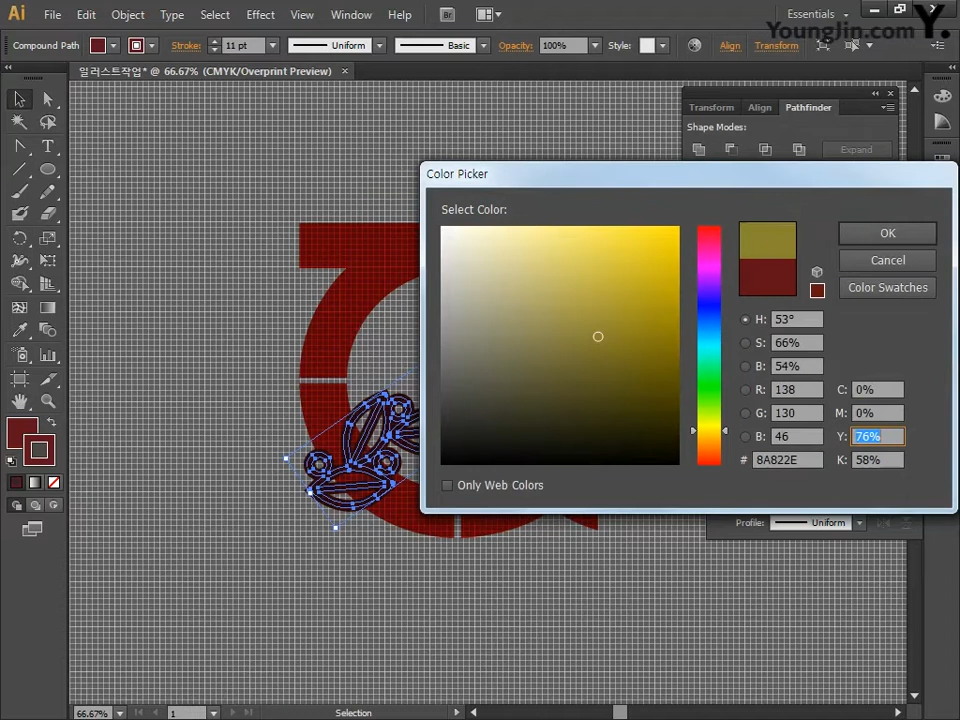 Ai File Edit Object Type Select Effect View Window Help Br Essentials
YoungJin.com Y.
Compound Path Stroke: 11 pt Uniform Basic Opacity: 100% Style: Align Transform
일러스트작업* @ 66.67% (CMYK/Overprint Preview)
Transform Align Pathfinder
Shape Modes:
Expand
Color Picker
Select Color:
OK
Cancel
Color Swatches
H: 53°
S: 66%
B: 54%
R: 138 C: 0%
G: 130 M: 0%
B: 46 Y: 76%
# 8A822E K: 58%
Only Web Colors
Profile: Uniform
66.67% 1 Selection